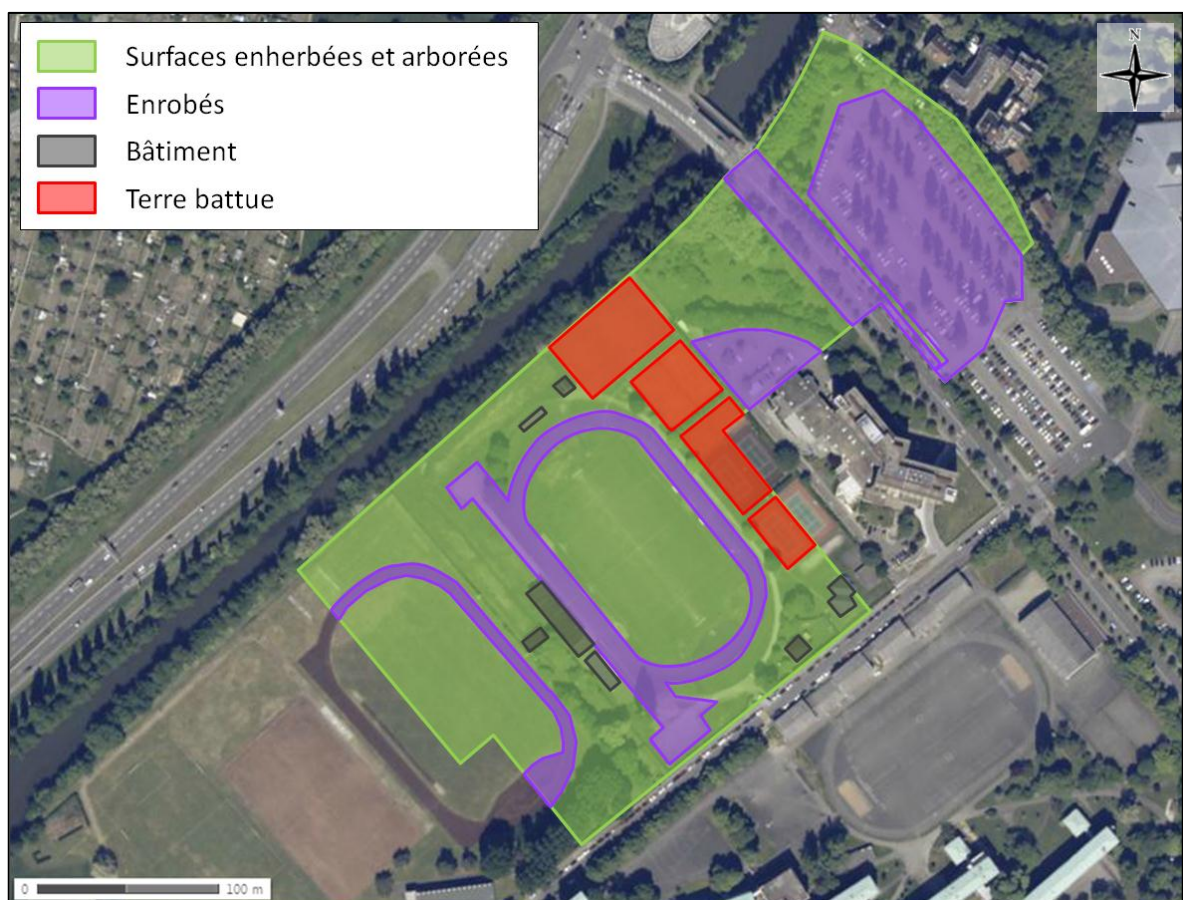 Surfaces enherbées et arborées
Enrobés
Bâtiment
Terre battue
N
0 100 m